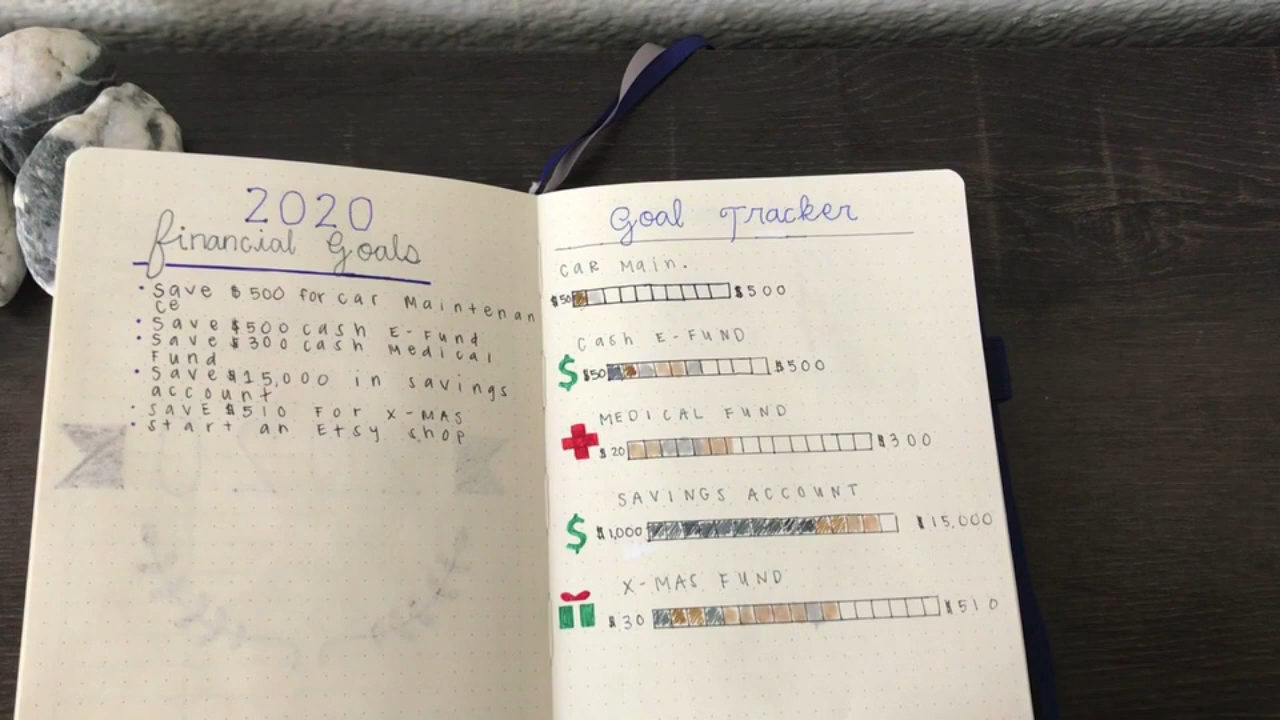 2020
financial Goals
• Save $500 for car Maintenan
ce
• Save $500 cash E-Fund
• Save $300 cash Medical
Fund
• Save $15,000 in savings
account
• SAVE $510 FOR X-MAS
• Start an Etsy shop
Goal Tracker
CAR Main.
$50 $500
Cash E-FUND
$ $50 $500
MEDICAL FUND
$20 $300
SAVINGS ACCOUNT
$ $1,000 $15,000
X-MAS FUND
$30 $510